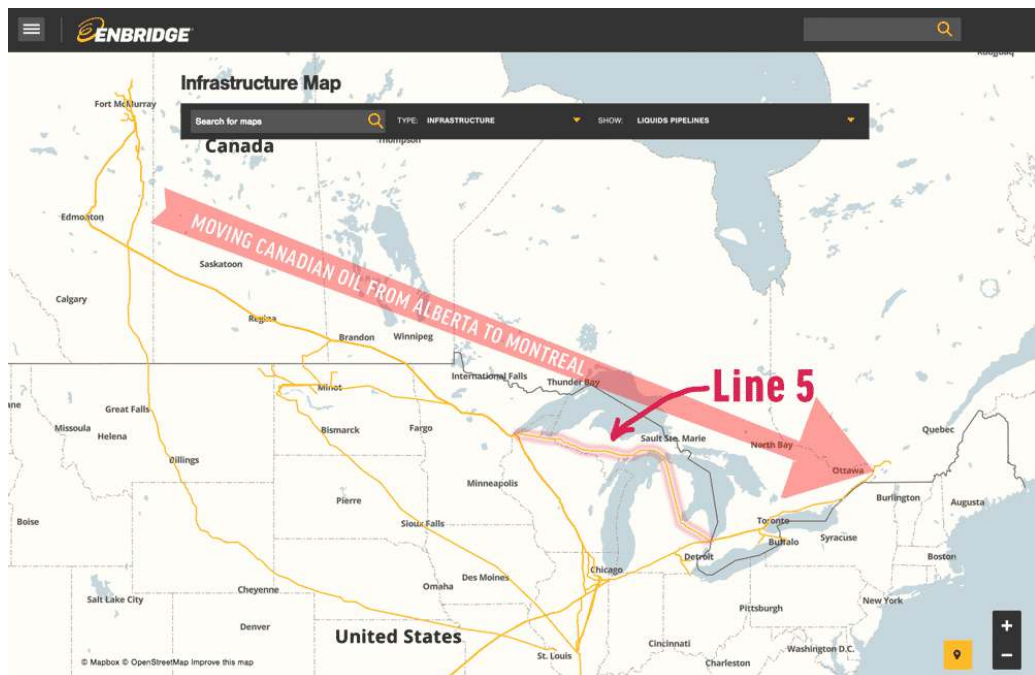 ENBRIDGE
Infrastructure Map
Search for maps
TYPE: INFRASTRUCTURE
SHOW: LIQUIDS PIPELINES
Fort McMurray
Canada
Thompson
MOVING CANADIAN OIL FROM ALBERTA TO MONTREAL
Edmonton
Saskatoon
Calgary
Regina
Brandon
Winnipeg
International Falls
Thunder Bay
Line 5
Minot
Great Falls
Missoula
Helena
Bismarck
Fargo
Sault Ste. Marie
North Bay
Quebec
Ottawa
Billings
Minneapolis
Burlington
Augusta
Pierre
Boise
Sioux Falls
Toronto
Buffalo
Syracuse
Detroit
Boston
Chicago
Des Moines
Omaha
Cheyenne
Salt Lake City
New York
Pittsburgh
Denver
United States
Cincinnati
Washington D.C.
St. Louis
Charleston
© Mapbox © OpenStreetMap Improve this map
+
−